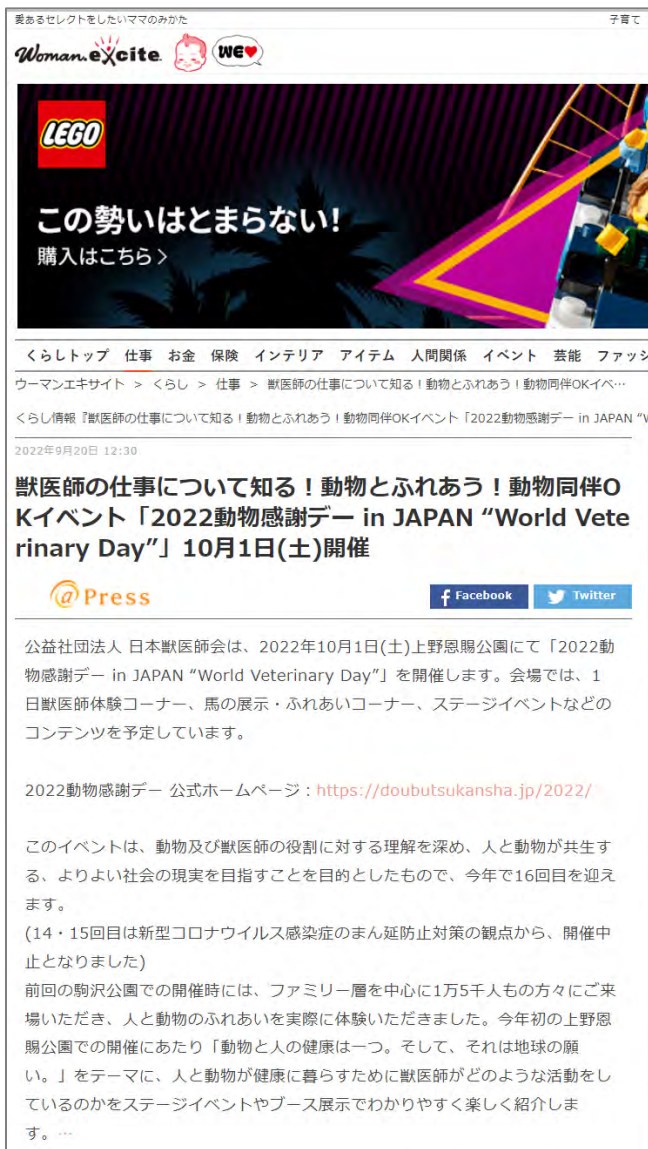 愛あるセレクトをしたいママのみかた
子育て
Woman.excite. WE♥
LEGO
この勢いはとまらない!
購入はこちら>
くらしトップ 仕事 お金 保険 インテリア アイテム 人間関係 イベント 芸能 ファッシ
ウーマンエキサイト > くらし > 仕事 > 獣医師の仕事について知る！動物とふれあう！動物同伴OKイベ…
くらし情報『獣医師の仕事について知る！動物とふれあう！動物同伴OKイベント「2022動物感謝デー in JAPAN “W
2022年9月20日 12:30
獣医師の仕事について知る！動物とふれあう！動物同伴O
Kイベント「2022動物感謝デー in JAPAN “World Vete
rinary Day”」10月1日(土)開催
@Press
Facebook
Twitter
公益社団法人 日本獣医師会は、2022年10月1日(土)上野恩賜公園にて「2022動
物感謝デー in JAPAN “World Veterinary Day”」を開催します。会場では、1
日獣医師体験コーナー、馬の展示・ふれあいコーナー、ステージイベントなどの
コンテンツを予定しています。
2022動物感謝デー 公式ホームページ：https://doubutsukansha.jp/2022/
このイベントは、動物及び獣医師の役割に対する理解を深め、人と動物が共生す
る、よりよい社会の現実を目指すことを目的としたもので、今年で16回目を迎え
ます。
(14・15回目は新型コロナウイルス感染症のまん延防止対策の観点から、開催中
止となりました)
前回の駒沢公園での開催時には、ファミリー層を中心に1万5千人もの方々にご来
場いただき、人と動物のふれあいを実際に体験いただきました。今年初の上野恩
賜公園での開催にあたり「動物と人の健康は一つ。そして、それは地球の願
い。」をテーマに、人と動物が健康に暮らすために獣医師がどのような活動をし
ているのかをステージイベントやブース展示でわかりやすく楽しく紹介しま
す。…